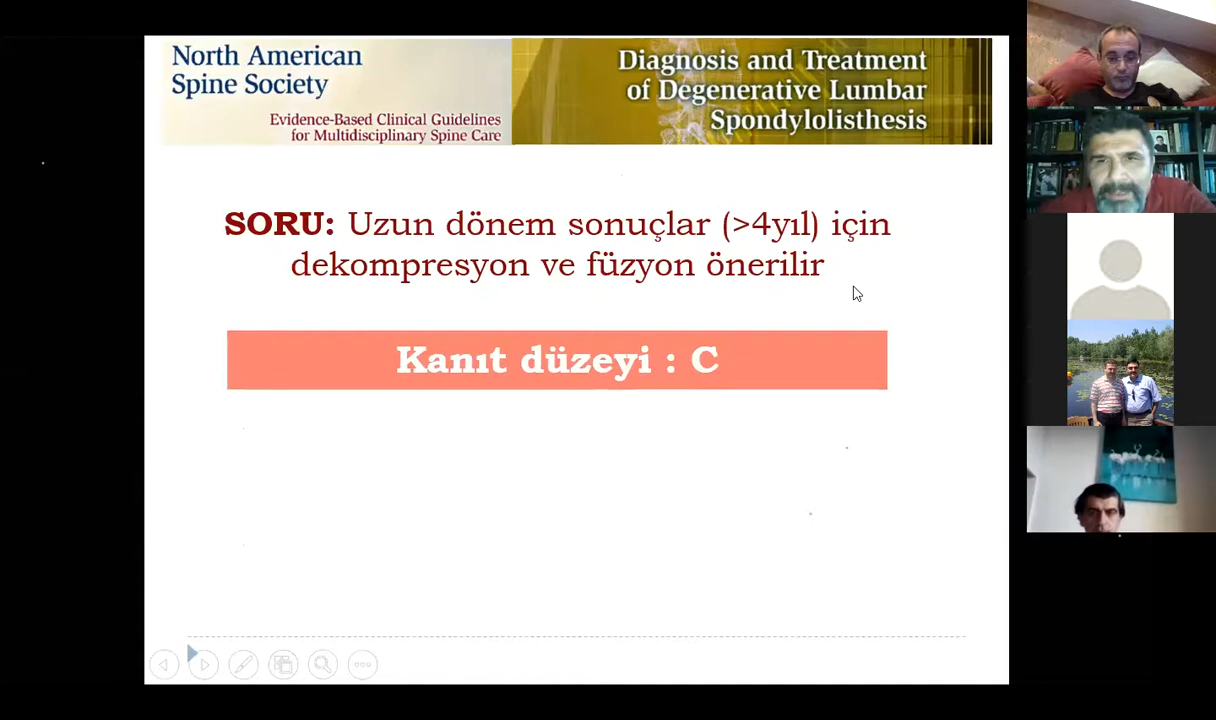 North American
Spine Society
Evidence-Based Clinical Guidelines
for Multidisciplinary Spine Care
Diagnosis and Treatment
of Degenerative Lumbar
Spondylolisthesis
SORU: Uzun dönem sonuçlar (>4yıl) için
dekompresyon ve füzyon önerilir
Kanıt düzeyi : C